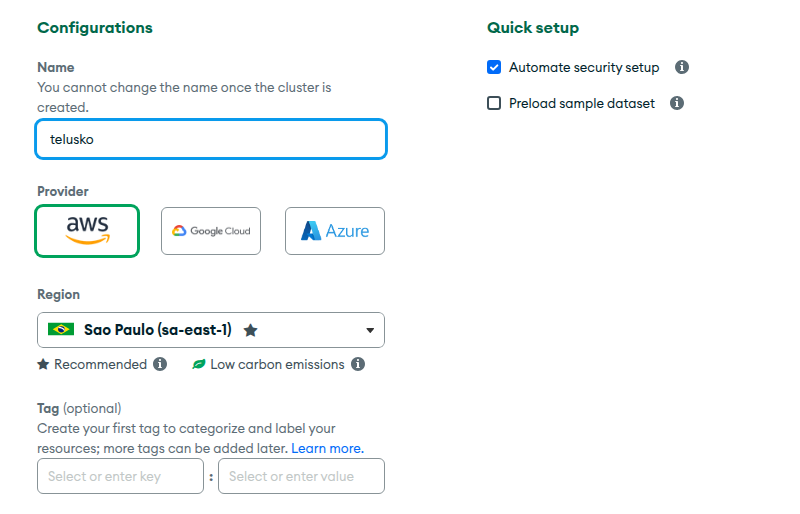 Configurations
Name
You cannot change the name once the cluster is
created.
telusko
Provider
aws
Google Cloud
Azure
Region
Sao Paulo (sa-east-1)
Recommended
Low carbon emissions
Tag (optional)
Create your first tag to categorize and label your
resources; more tags can be added later. Learn more.
Select or enter key : Select or enter value
Quick setup
Automate security setup
Preload sample dataset